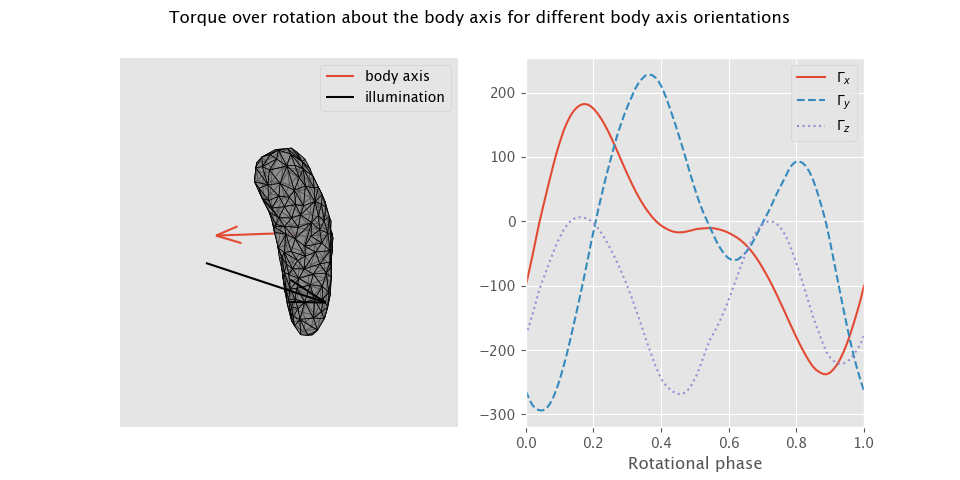 Torque over rotation about the body axis for different body axis orientations
body axis
illumination
Γx
Γy
Γz
200
100
0
−100
−200
−300
0.0 0.2 0.4 0.6 0.8 1.0
Rotational phase